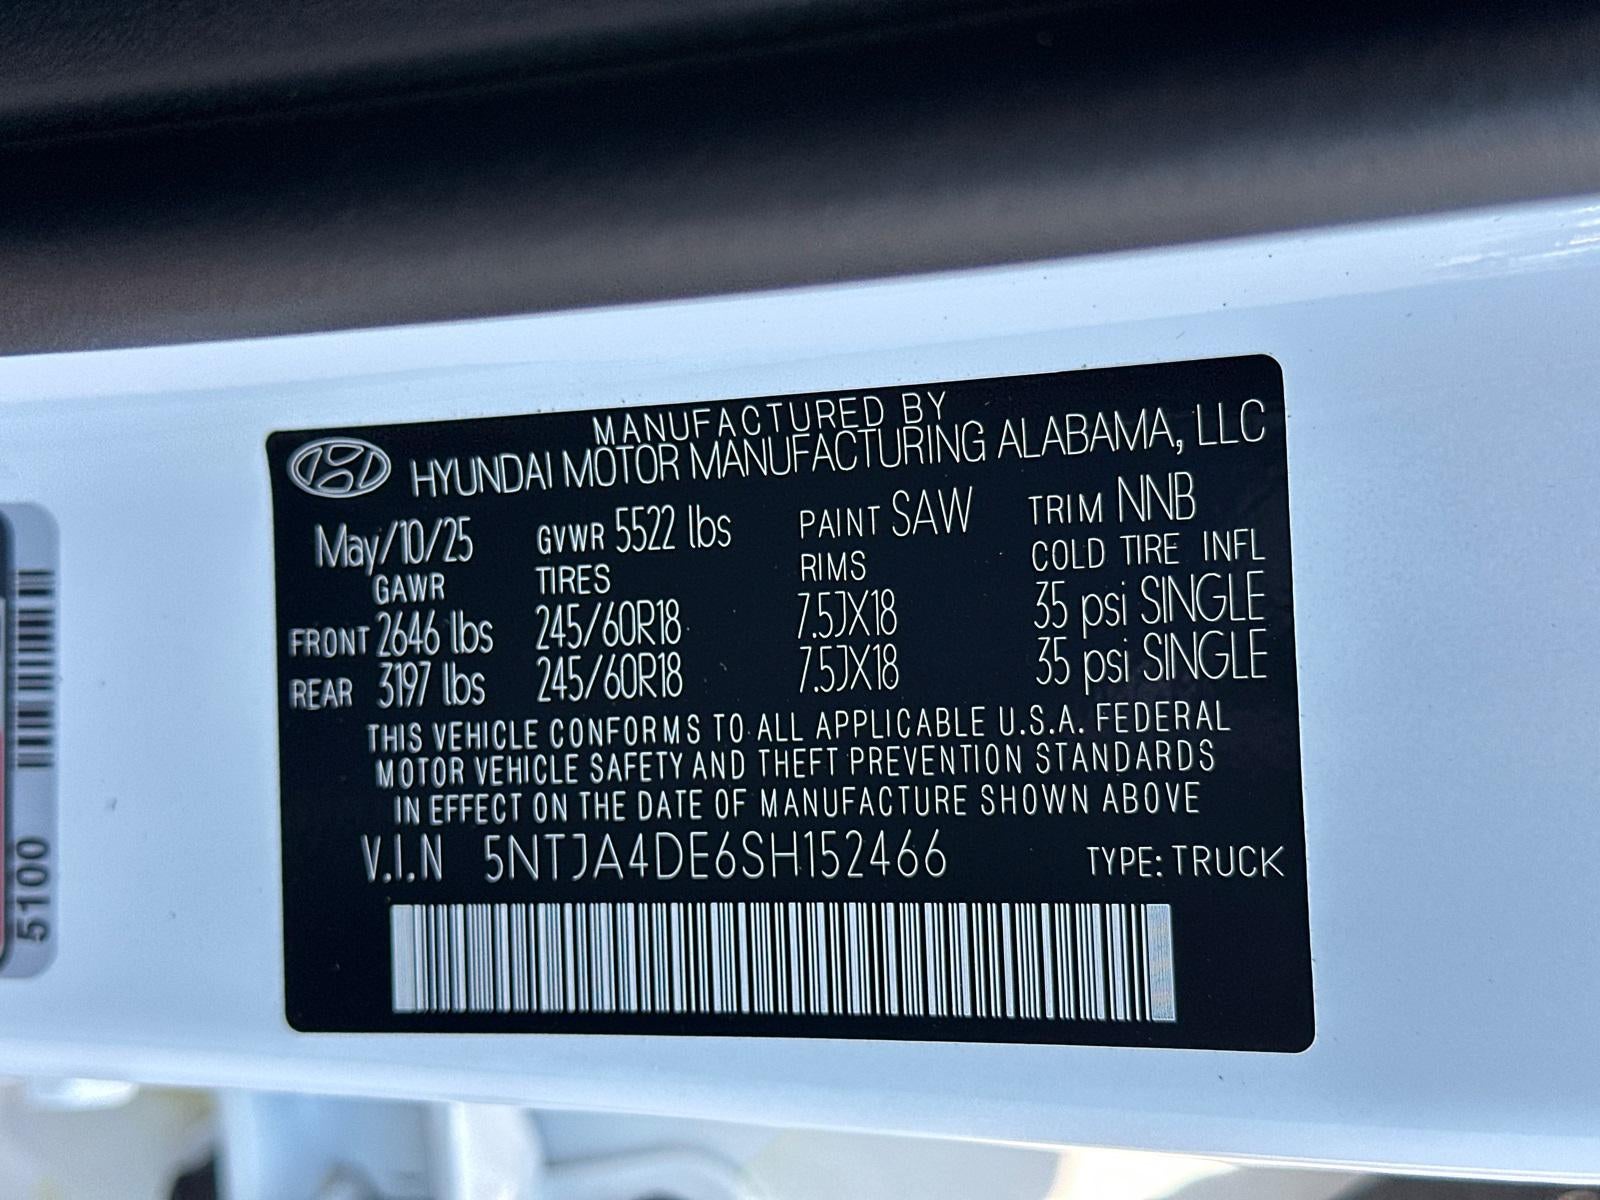 MANUFACTURED BY
HYUNDAI MOTOR MANUFACTURING ALABAMA, LLC
May/10/25 GVWR 5522 lbs PAINT SAW TRIM NNB
GAWR TIRES RIMS COLD TIRE INFL
FRONT 2646 lbs 245/60R18 7.5JX18 35 psi SINGLE
REAR 3197 lbs 245/60R18 7.5JX18 35 psi SINGLE
THIS VEHICLE CONFORMS TO ALL APPLICABLE U.S.A. FEDERAL
MOTOR VEHICLE SAFETY AND THEFT PREVENTION STANDARDS
IN EFFECT ON THE DATE OF MANUFACTURE SHOWN ABOVE
V.I.N 5NTJA4DE6SH152466 TYPE: TRUCK
5100